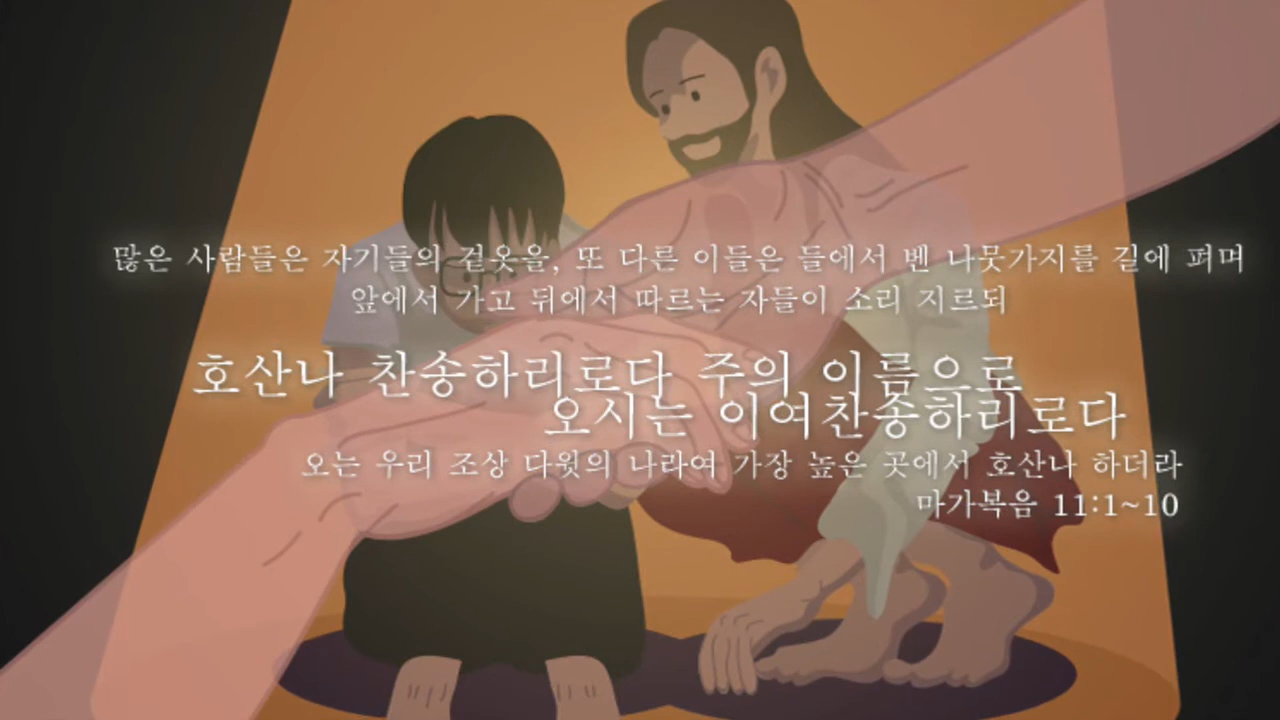 많은 사람들은 자기들의 겉옷을, 또 다른 이들은 들에서 벤 나뭇가지를 길에 펴며
앞에서 가고 뒤에서 따르는 자들이 소리 지르되
호산나 찬송하리로다 주의 이름으로
오시는 이여찬송하리로다
오는 우리 조상 다윗의 나라여 가장 높은 곳에서 호산나 하더라
마가복음 11:1~10